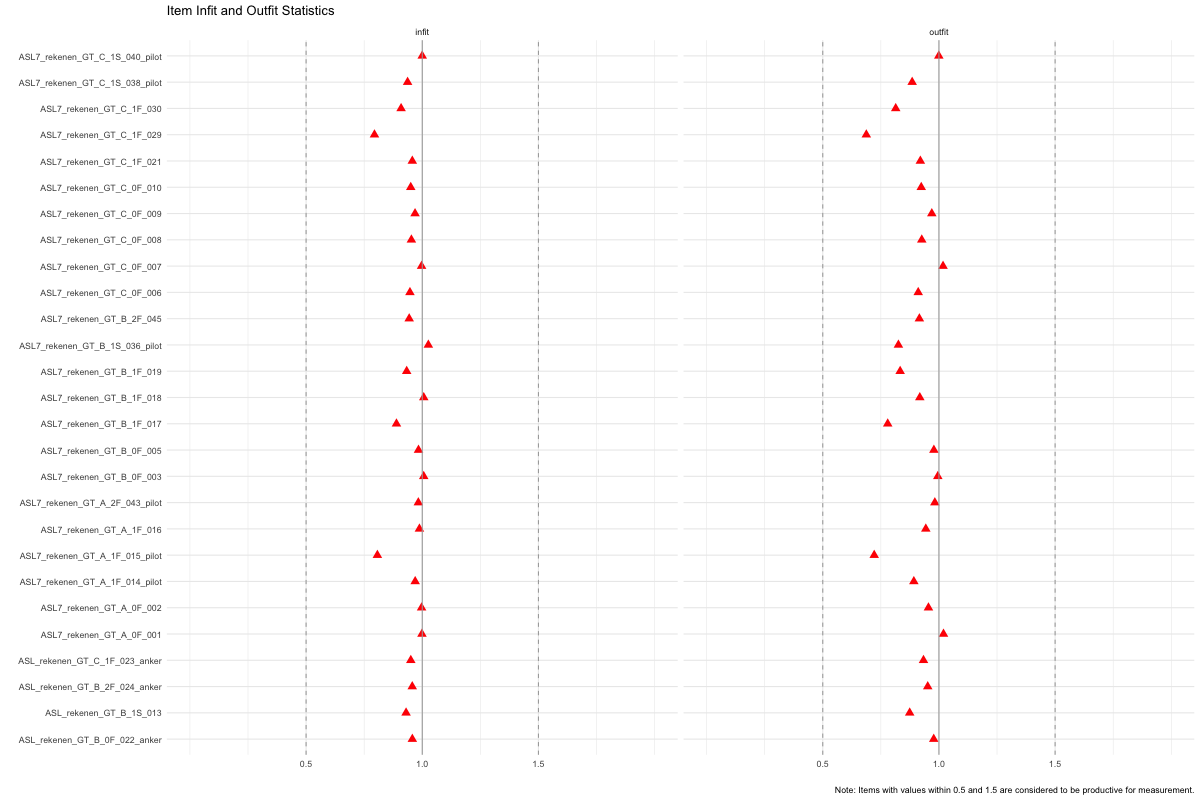 Item Infit and Outfit Statistics
infit
outfit
ASL7_rekenen_GT_C_1S_040_pilot
ASL7_rekenen_GT_C_1S_038_pilot
ASL7_rekenen_GT_C_1F_030
ASL7_rekenen_GT_C_1F_029
ASL7_rekenen_GT_C_1F_021
ASL7_rekenen_GT_C_0F_010
ASL7_rekenen_GT_C_0F_009
ASL7_rekenen_GT_C_0F_008
ASL7_rekenen_GT_C_0F_007
ASL7_rekenen_GT_C_0F_006
ASL7_rekenen_GT_B_2F_045
ASL7_rekenen_GT_B_1S_036_pilot
ASL7_rekenen_GT_B_1F_019
ASL7_rekenen_GT_B_1F_018
ASL7_rekenen_GT_B_1F_017
ASL7_rekenen_GT_B_0F_005
ASL7_rekenen_GT_B_0F_003
ASL7_rekenen_GT_A_2F_043_pilot
ASL7_rekenen_GT_A_1F_016
ASL7_rekenen_GT_A_1F_015_pilot
ASL7_rekenen_GT_A_1F_014_pilot
ASL7_rekenen_GT_A_0F_002
ASL7_rekenen_GT_A_0F_001
ASL_rekenen_GT_C_1F_023_anker
ASL_rekenen_GT_B_2F_024_anker
ASL_rekenen_GT_B_1S_013
ASL_rekenen_GT_B_0F_022_anker
0.5 1.0 1.5
0.5 1.0 1.5
Note: Items with values within 0.5 and 1.5 are considered to be productive for measurement.